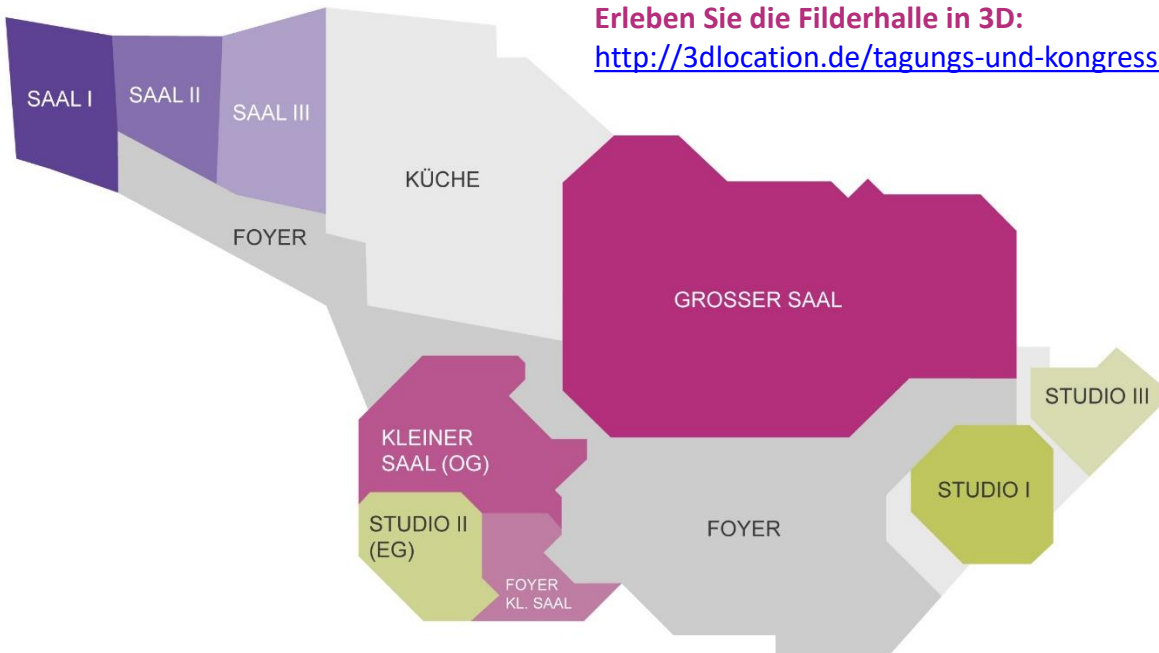 Erleben Sie die Filderhalle in 3D:
http://3dlocation.de/tagungs-und-kongress
SAAL I
SAAL II
SAAL III
KÜCHE
FOYER
GROSSER SAAL
STUDIO III
KLEINER
SAAL (OG)
STUDIO I
STUDIO II
(EG)
FOYER
FOYER
KL. SAAL